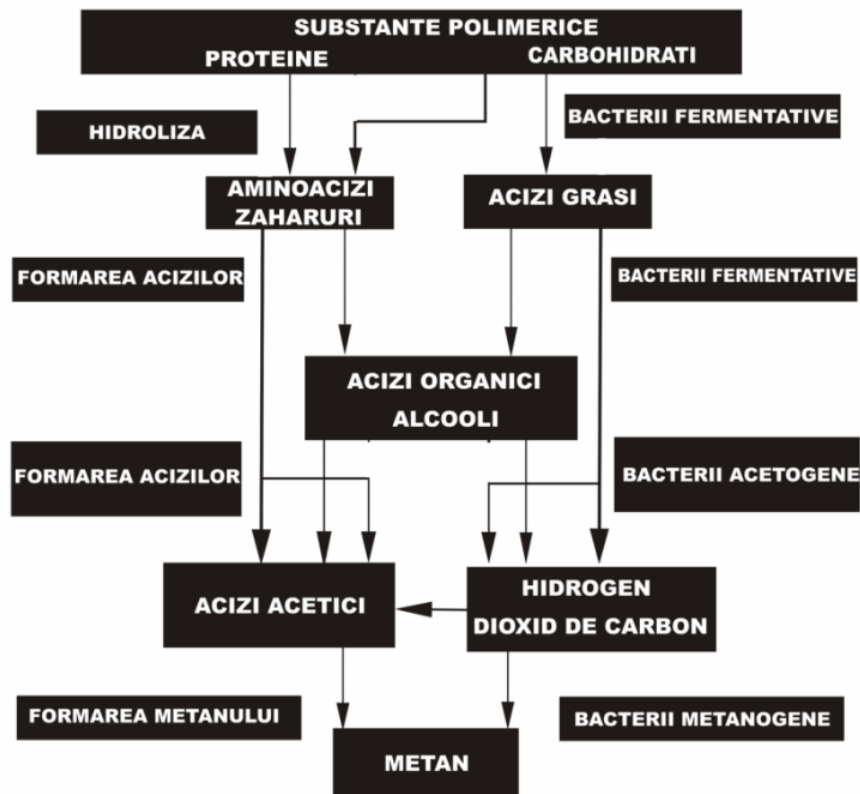 SUBSTANTE POLIMERICE
PROTEINE
CARBOHIDRATI
HIDROLIZA
BACTERII FERMENTATIVE
AMINOACIZI
ZAHARURI
ACIZI GRASI
FORMAREA ACIZILOR
BACTERII FERMENTATIVE
ACIZI ORGANICI
ALCOOLI
FORMAREA ACIZILOR
BACTERII ACETOGENE
ACIZI ACETICI
HIDROGEN
DIOXID DE CARBON
FORMAREA METANULUI
BACTERII METANOGENE
METAN